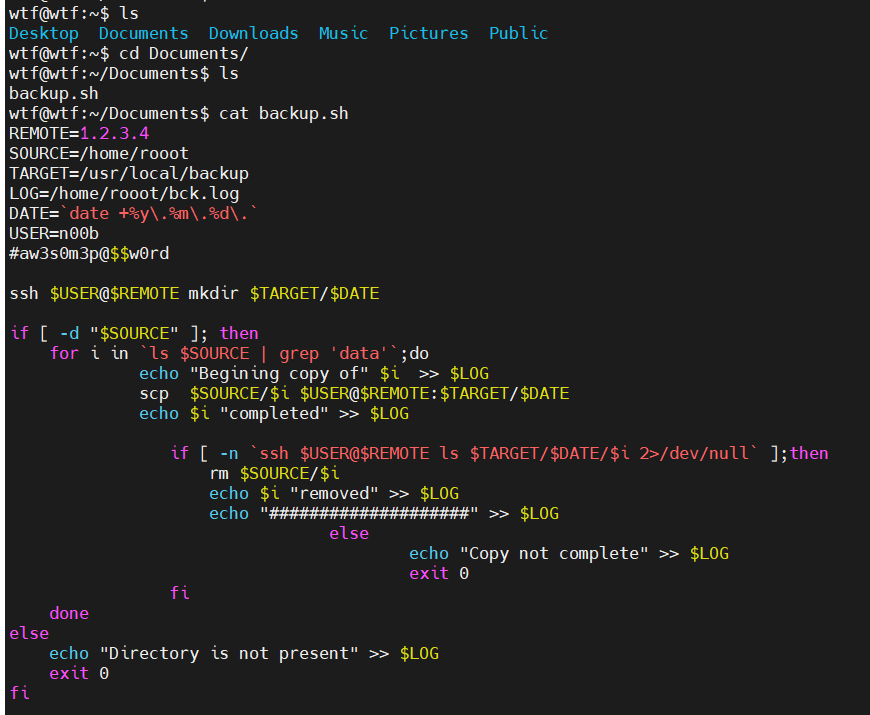 wtf@wtf:~$ ls
Desktop  Documents  Downloads  Music  Pictures  Public
wtf@wtf:~$ cd Documents/
wtf@wtf:~/Documents$ ls
backup.sh
wtf@wtf:~/Documents$ cat backup.sh
REMOTE=1.2.3.4
SOURCE=/home/rooot
TARGET=/usr/local/backup
LOG=/home/rooot/bck.log
DATE=`date +%y\.%m\.%d\.`
USER=n00b
#aw3s0m3p@$$w0rd
ssh $USER@$REMOTE mkdir $TARGET/$DATE
if [ -d "$SOURCE" ]; then
    for i in `ls $SOURCE | grep 'data'`;do
             echo "Begining copy of" $i  >> $LOG
             scp  $SOURCE/$i $USER@$REMOTE:$TARGET/$DATE
             echo $i "completed" >> $LOG
                if [ -n `ssh $USER@$REMOTE ls $TARGET/$DATE/$i 2>/dev/null` ];then
                    rm $SOURCE/$i
                    echo $i "removed" >> $LOG
                    echo "####################" >> $LOG
                                else
                                        echo "Copy not complete" >> $LOG
                                        exit 0
                fi
    done
else
    echo "Directory is not present" >> $LOG
    exit 0
fi